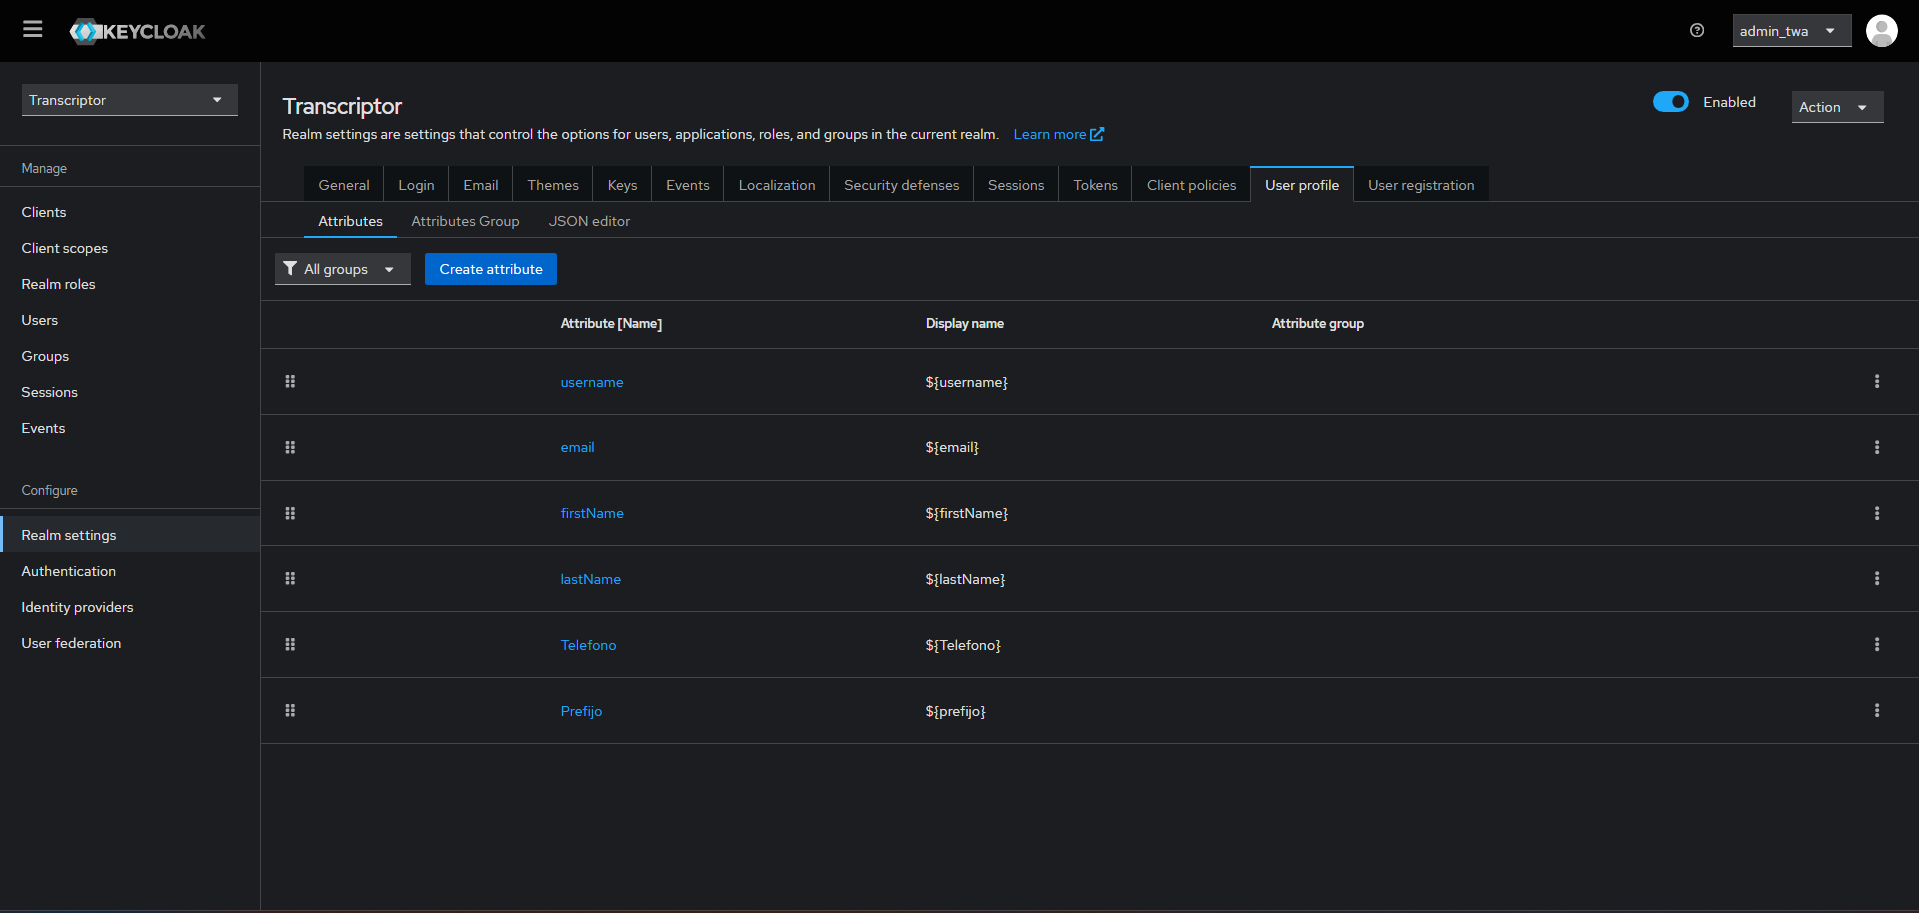 KEYCLOAK
admin_twa
Transcriptor
Manage
Clients
Client scopes
Realm roles
Users
Groups
Sessions
Events
Configure
Realm settings
Authentication
Identity providers
User federation
Transcriptor
Enabled
Action
Realm settings are settings that control the options for users, applications, roles, and groups in the current realm. Learn more
General Login Email Themes Keys Events Localization Security defenses Sessions Tokens Client policies User profile User registration
Attributes Attributes Group JSON editor
All groups Create attribute
Attribute [Name] Display name Attribute group
username ${username}
email ${email}
firstName ${firstName}
lastName ${lastName}
Telefono ${Telefono}
Prefijo ${prefijo}